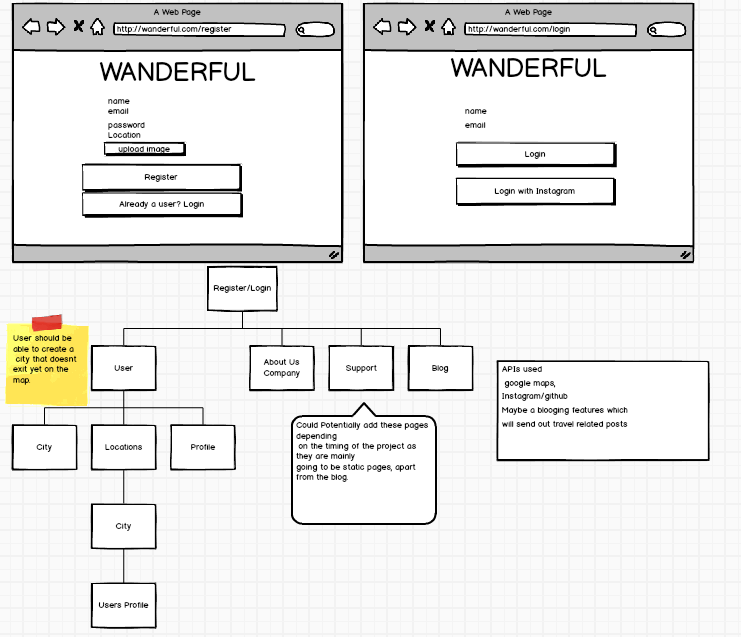 A Web Page
http://wanderful.com/register
WANDERFUL
name
email
password
Location
upload image
Register
Already a user? Login
A Web Page
http://wanderful.com/login
WANDERFUL
name
email
Login
Login with Instagram
Register/Login
User should be
able to create a
city that doesnt
exit yet on the
map.
User
About Us
Company
Support
Blog
City
Locations
Profile
City
Users Profile
Could Potentially add these pages
depending
on the timing of the project as
they are mainly
going to be static pages, apart
from the blog.
APIs used
google maps,
Instagram/github
Maybe a blooging features which
will send out travel related posts